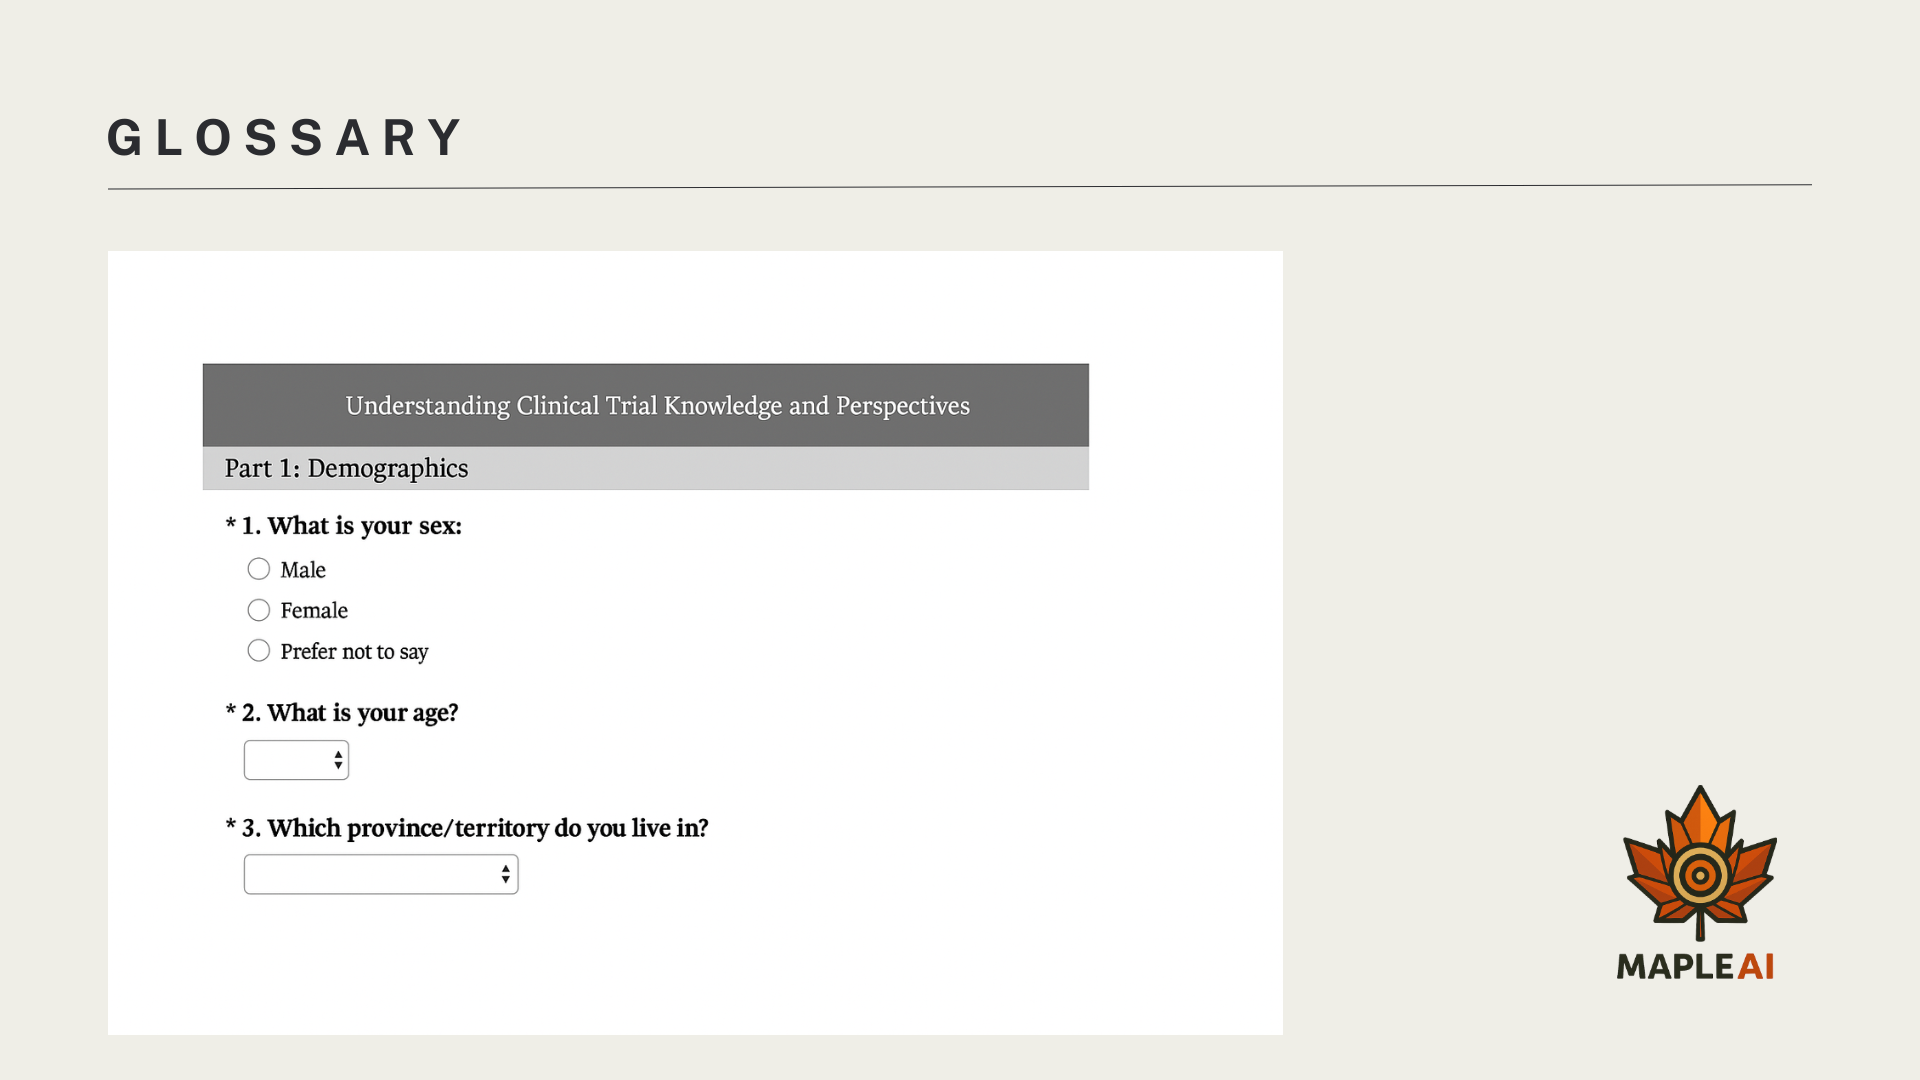 GLOSSARY
Understanding Clinical Trial Knowledge and Perspectives
Part 1: Demographics
* 1. What is your sex:
Male
Female
Prefer not to say
* 2. What is your age?
* 3. Which province/territory do you live in?
MAPLE AI